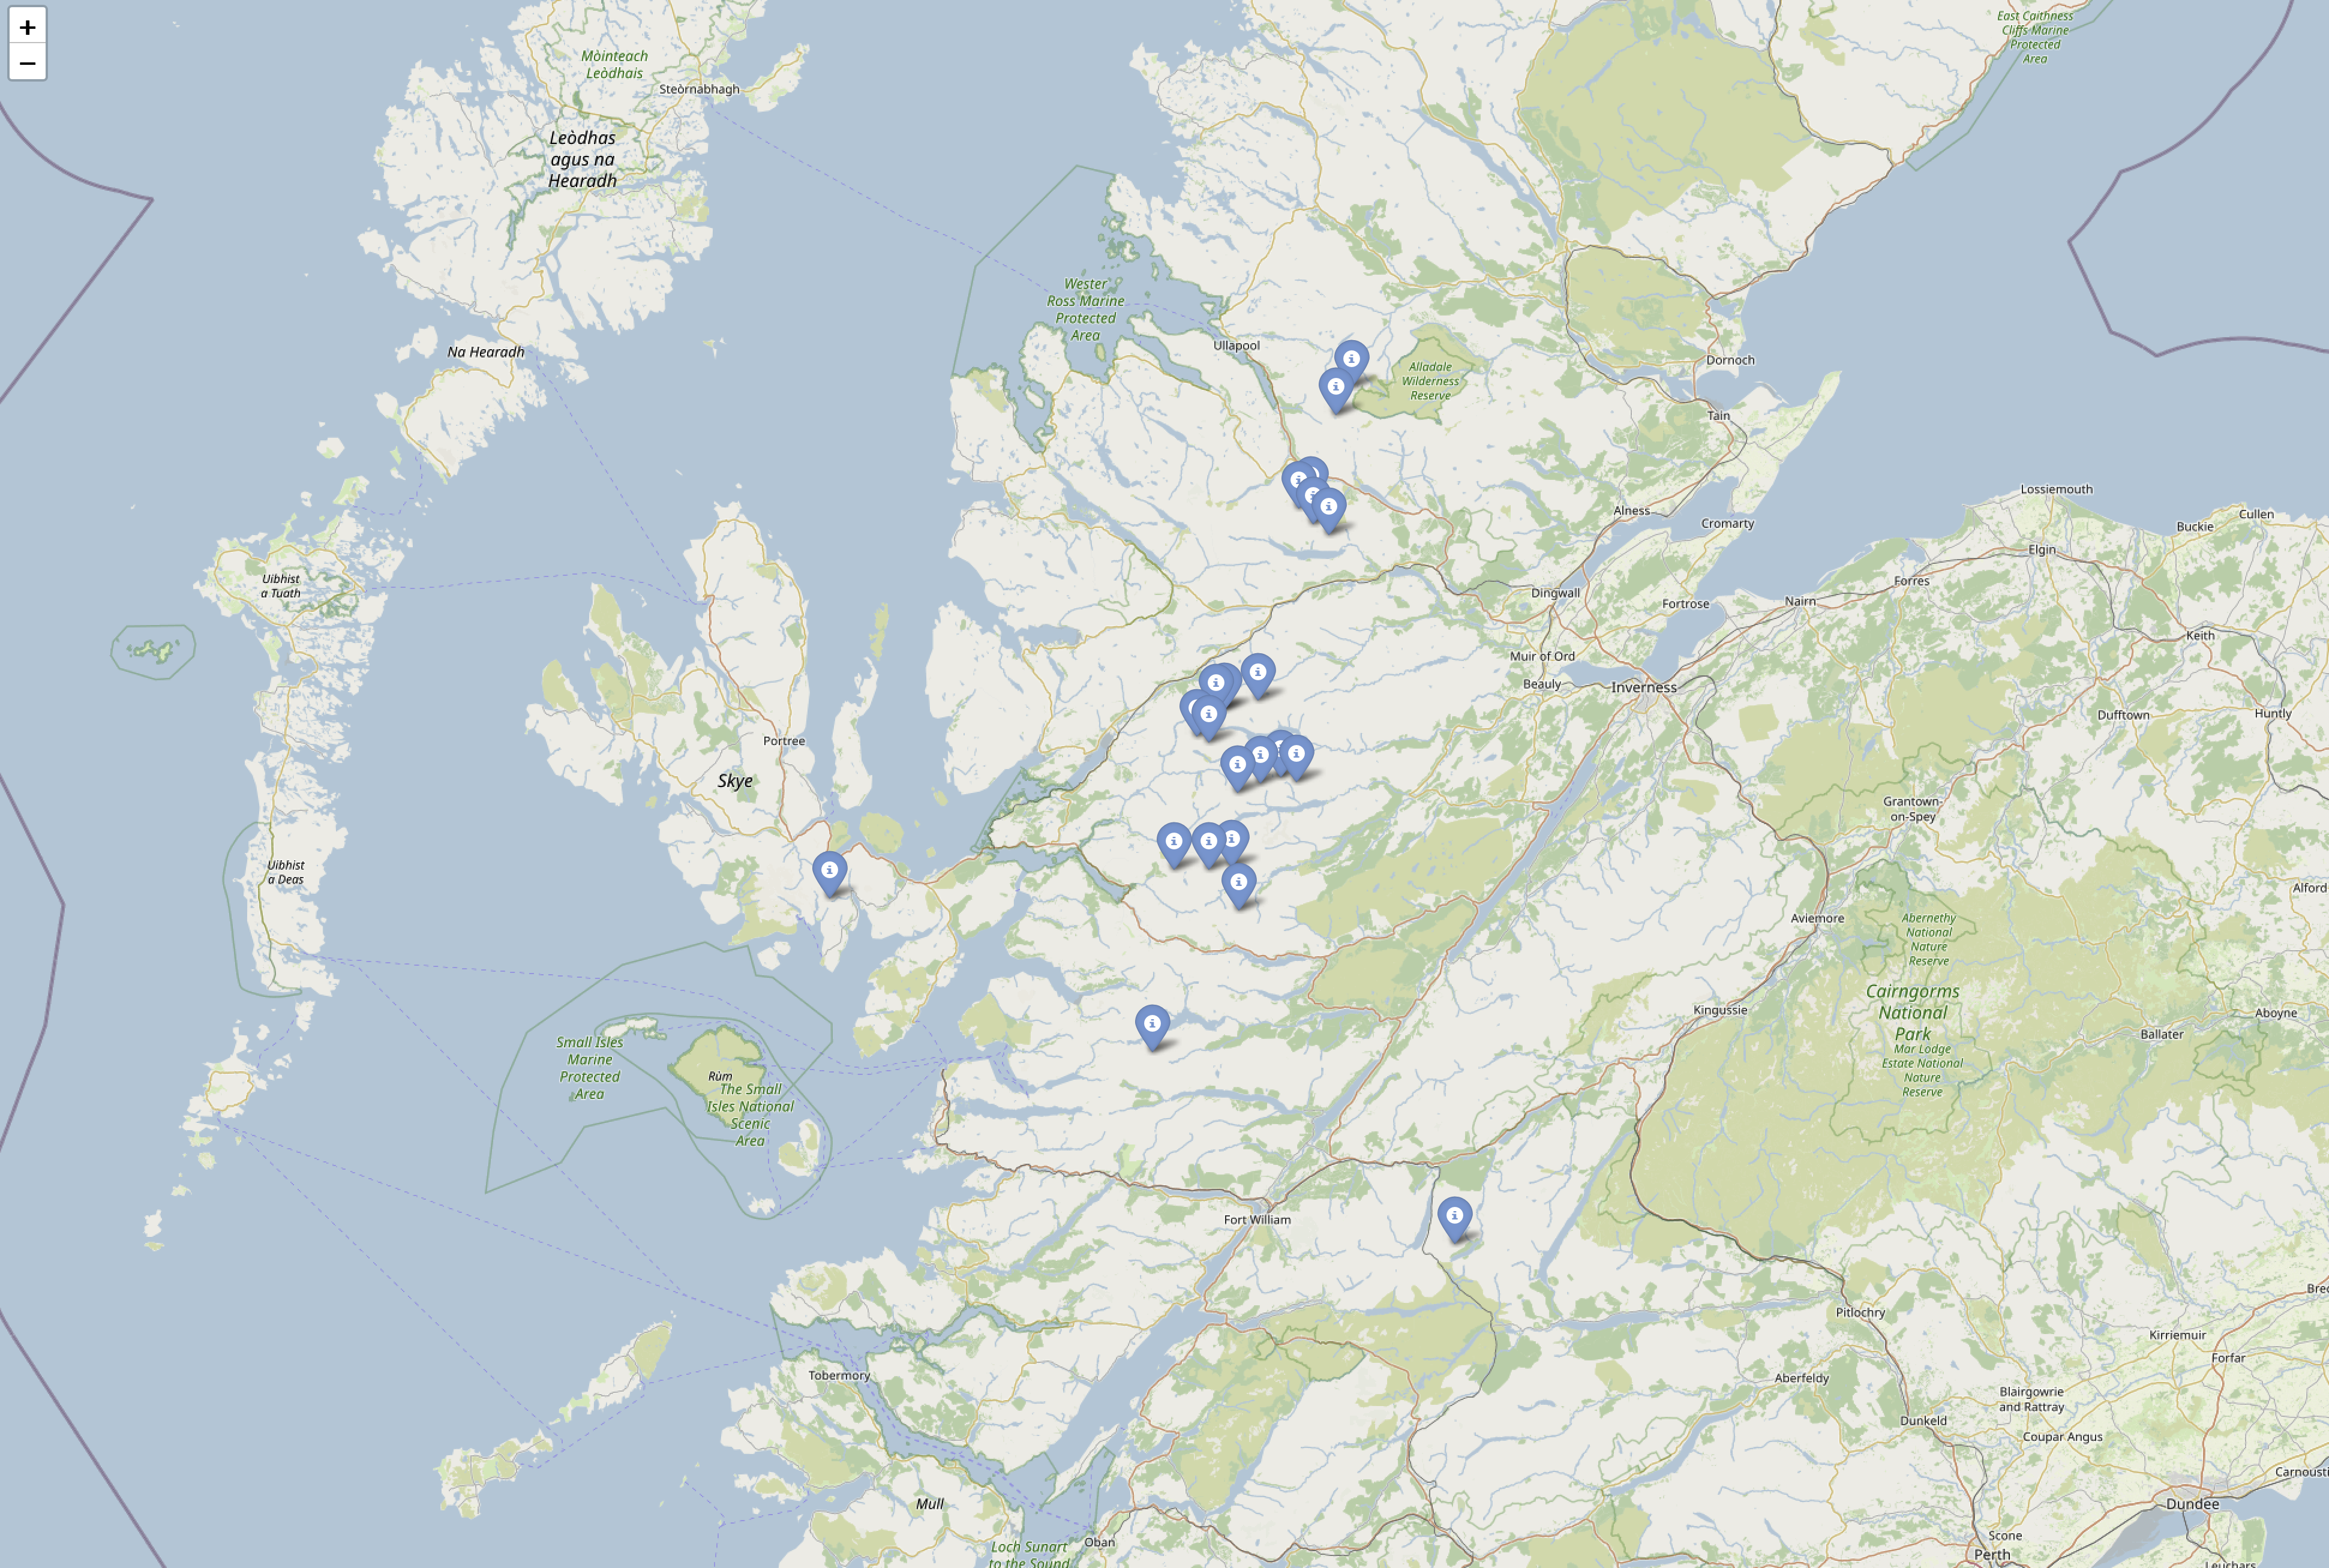 +
−
East Caithness
Cliffs Marine
Protected
Area
Mòinteach
Leòdhais
Steòrnabhagh
Leòdhas
agus na
Hearadh
Wester
Ross Marine
Protected
Area
Ullapool
Na Hearadh
Alladale
Wilderness
Reserve
Dornoch
Tain
Lossiemouth
Alness
Cromarty
Buckie
Cullen
Elgin
Uibhist
a Tuath
Dingwall
Fortrose
Nairn
Forres
Keith
Muir of Ord
Beauly
Inverness
Dufftown
Huntly
Portree
Skye
Grantown-
on-Spey
Uibhist
a Deas
Alford
Aviemore
Abernethy
National
Nature
Reserve
Cairngorms
National
Park
Kingussie
Aboyne
Ballater
Mar Lodge
Estate National
Nature
Reserve
Small Isles
Marine
Protected
Area
Rùm
The Small
Isles National
Scenic
Area
Fort William
Brec
Pitlochry
Kirriemuir
Forfar
Tobermory
Aberfeldy
Blairgowrie
and Rattray
Dunkeld
Coupar Angus
Carnousti
Mull
Dundee
Oban
Loch Sunart
to the Sound
Scone
Perth
Leuchars